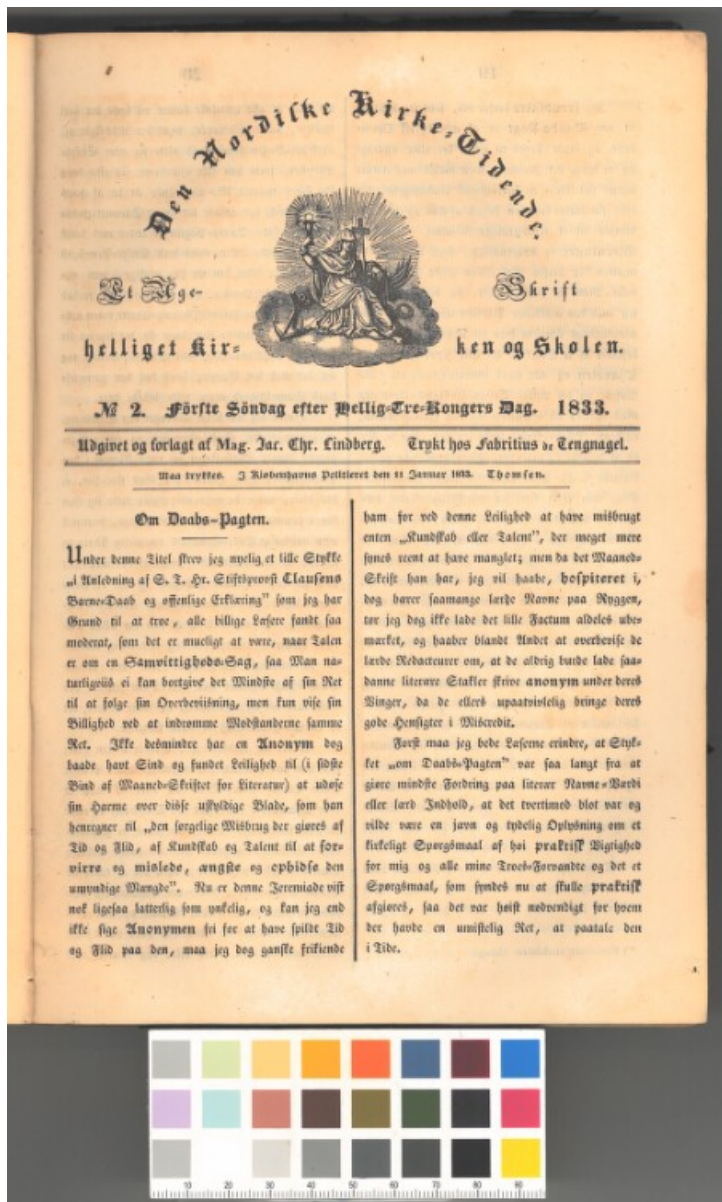 Den Nordiske Kirke-Tidende.
Et Uge-Skrift
helliget Kirken og Skolen.
№ 2. Förste Söndag efter Hellig-Tre-Kongers Dag. 1833.
Udgivet og forlagt af Mag. Jac. Chr. Lindberg. Trykt hos Fabritius de Tengnagel.
Maa trykkes. I Kiøbenhavns Politieret den 11 Januar 1833. Thomsen.
Om Daabs-Pagten.
Under denne Titel skrev jeg nyelig et lille Stykke
„i Anledning af S. T. Hr. Stiftsprovst Clausens
Barne-Daab og offenlige Erklæring” som jeg har
Grund til at troe, alle billige Læsere fandt saa
moderat, som det er mueligt at være, naar Talen
er om en Samvittigheds-Sag, saa Man na-
turligviis ei kan bortgive det Mindste af sin Ret
til at følge sin Overbeviisning, men kun vise sin
Billighed ved at indrømme Modstanderne samme
Ret. Ikke desmindre har en Anonym dog
baade havt Sind og fundet Leilighed til (i sidste
Bind af Maaned-Skriftet for Literatur) at udøse
sin Harme over disse uskyldige Blade, som han
henregner til „den sørgelige Misbrug der giøres af
Tid og Flid, af Kundskab og Talent til at for-
virre og mislede, ængste og ophidse den
umyndige Mængde”. Nu er denne Jeremiade vist
nok ligesaa latterlig som ynkelig, og kan jeg end
ikke sige Anonymen fri for at have spildt Tid
og Flid paa den, maa jeg dog ganske frikiende
ham for ved denne Leilighed at have misbrugt
enten „Kundskab eller Talent”, der meget mere
synes reent at have manglet; men da det Maaned-
Skrift han har, jeg vil haabe, hospiteret i,
dog bærer saamange lærde Navne paa Ryggen,
tør jeg dog ikke lade det lille Factum aldeles ube-
mærket, og haaber blandt Andet at overbevise de
lærde Redacteurer om, at de aldrig burde lade saa-
danne literære Stakler skrive anonym under deres
Vinger, da de ellers upaatvivlelig bringe deres
gode Hensigter i Miscredit.
Først maa jeg bede Læserne erindre, at Styk-
ket „om Daabs-Pagten” var saa langt fra at
giøre mindste Fordring paa literær Navne-Værdi
eller lærd Indhold, at det tvertimod blot var og
vilde være en jævn og tydelig Oplysning om et
kirkeligt Spørgsmaal af høi praktisk Vigtighed
for mig og alle mine Troes-Forvandte og det et
Spørgsmaal, som syndes nu at skulle praktisk
afgiøres, saa det var høist nødvendigt for hvem
der havde en umistelig Ret, at paatale den
i Tide.
10 20 30 40 50 60 70 80 90